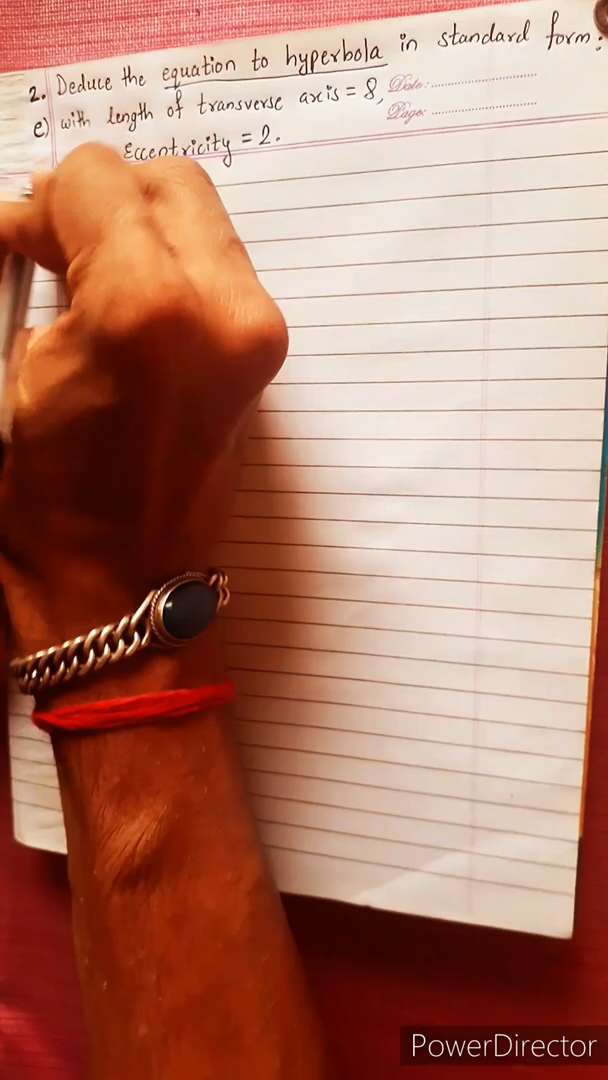 2. Deduce the equation to hyperbola in standard form:
e) with length of transverse axis = 8,
Date:
Eccentricity = 2.
Page:
PowerDirector